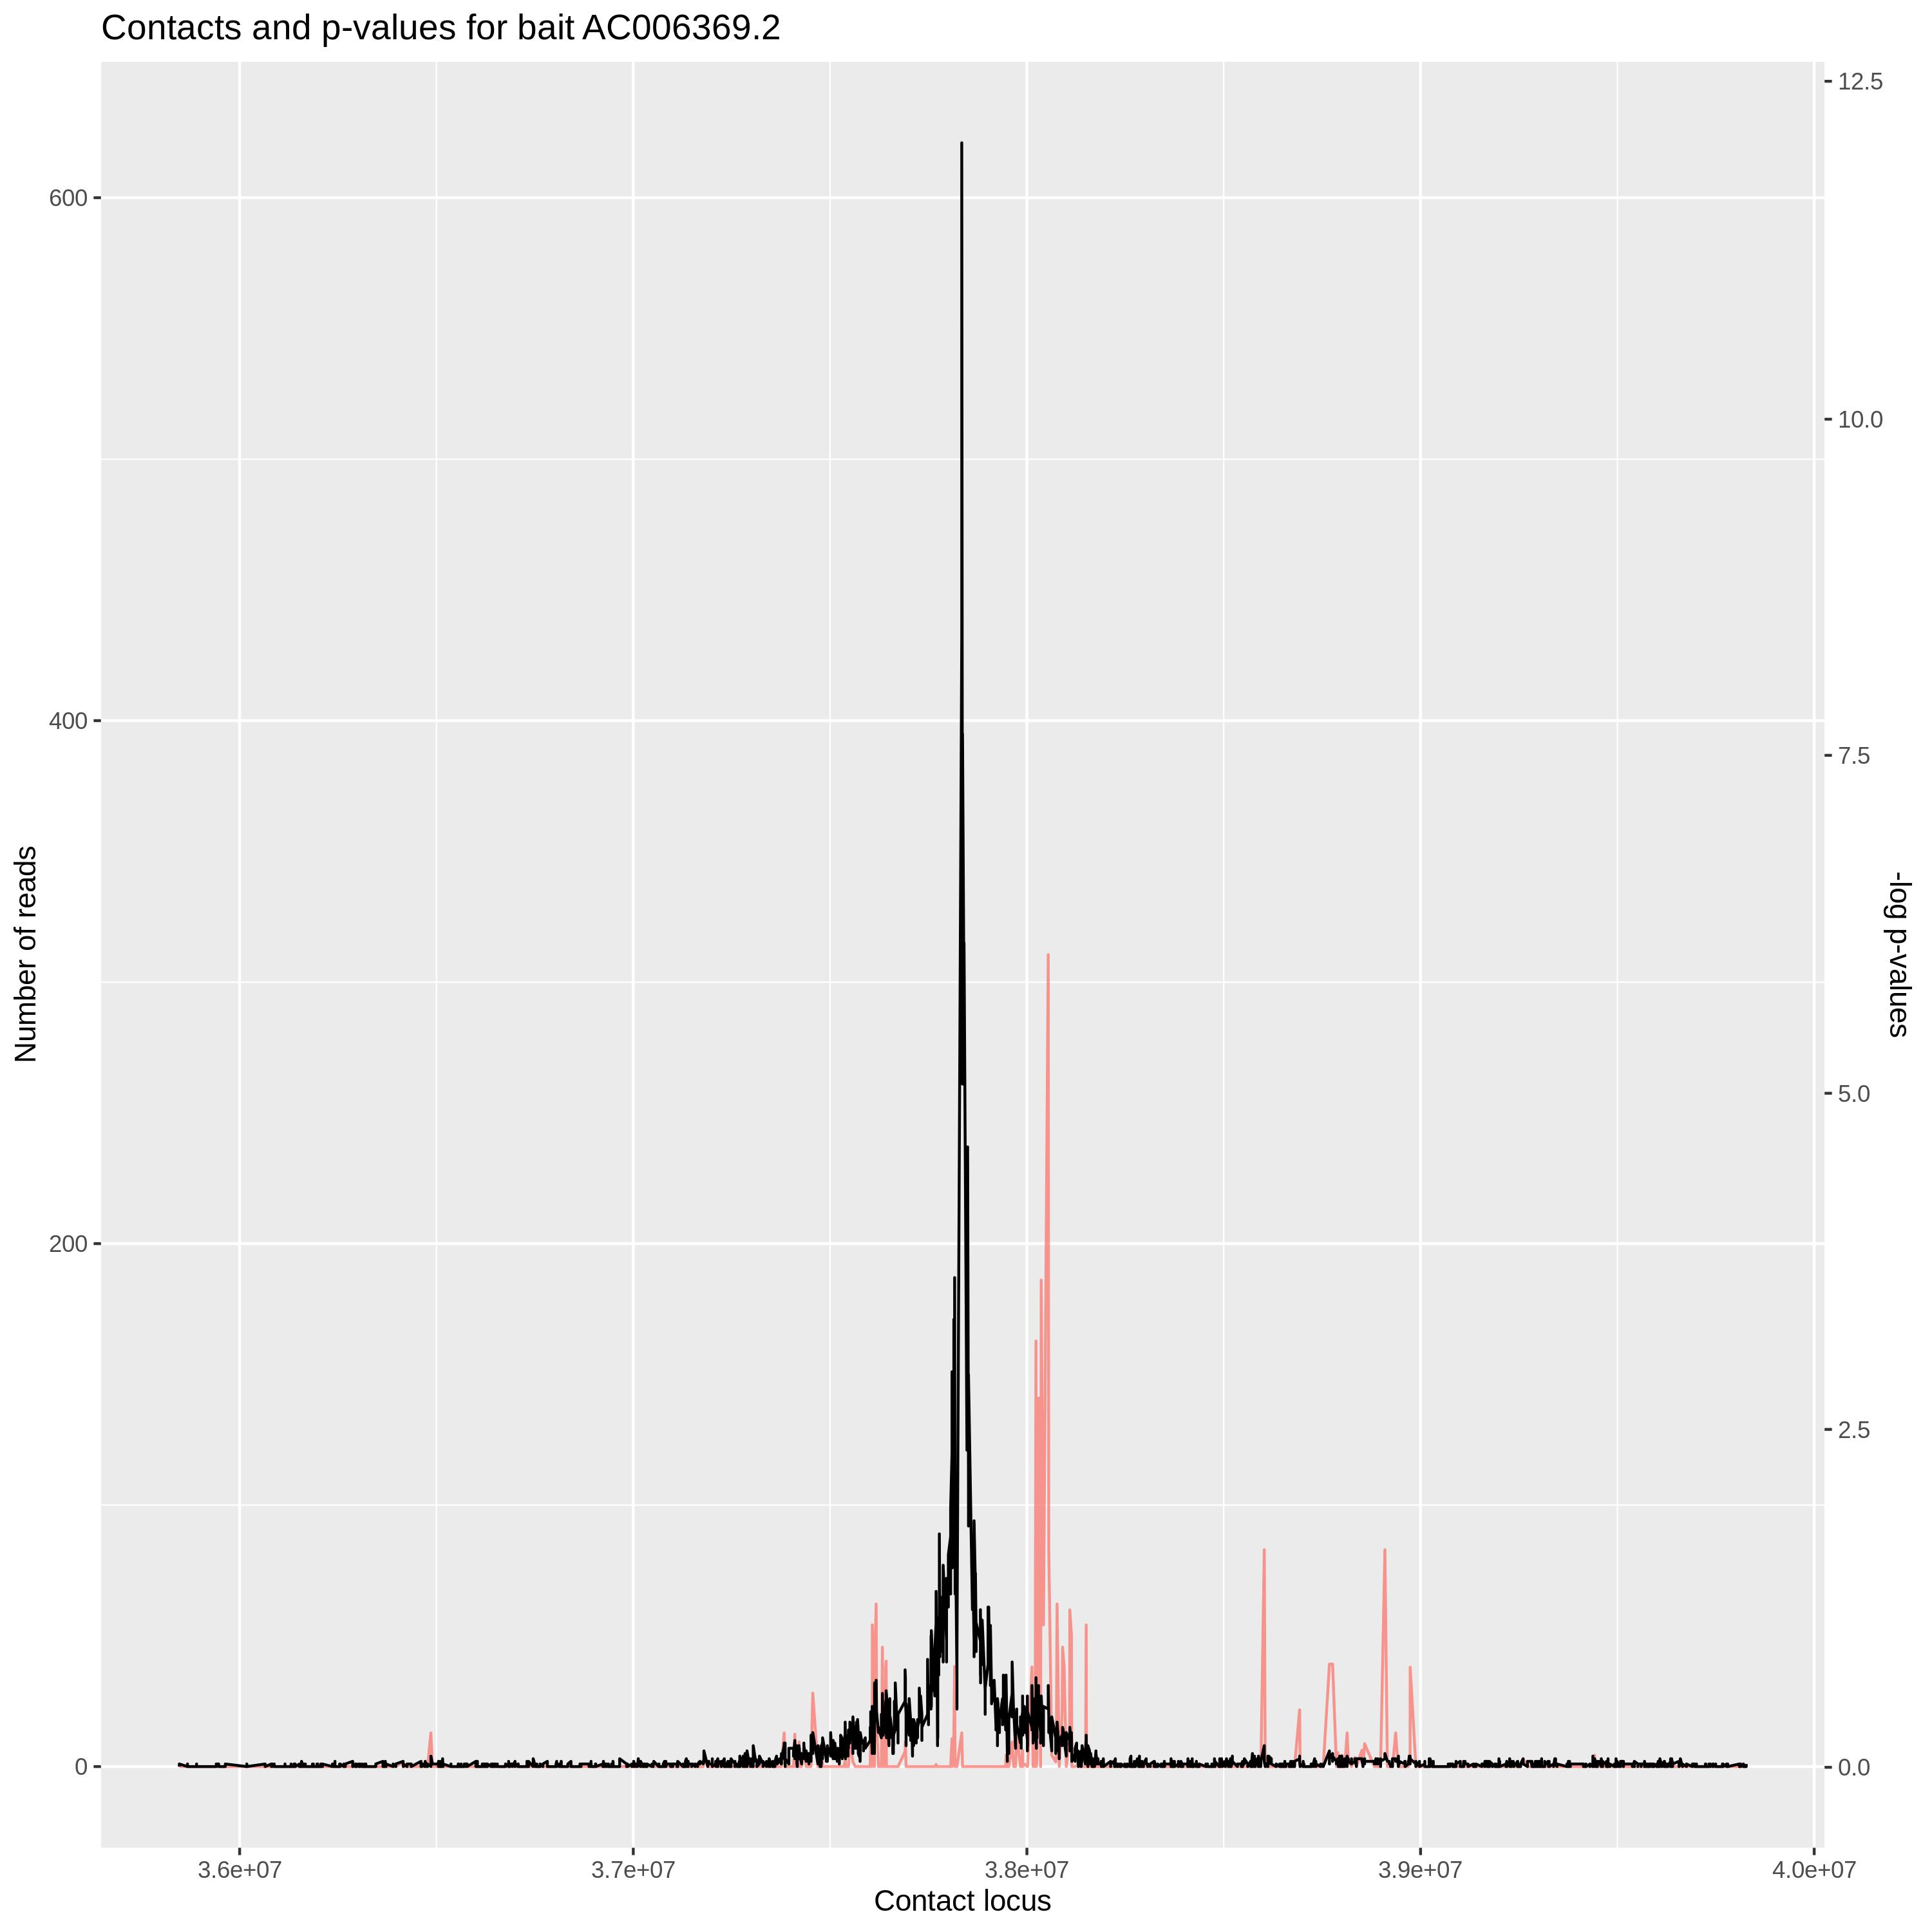 Contacts and p-values for bait AC006369.2
12.5
600
10.0
400
7.5
Number of reads
-log p-values
5.0
200
2.5
0
0.0
3.6e+07
3.7e+07
3.8e+07
3.9e+07
4.0e+07
Contact locus